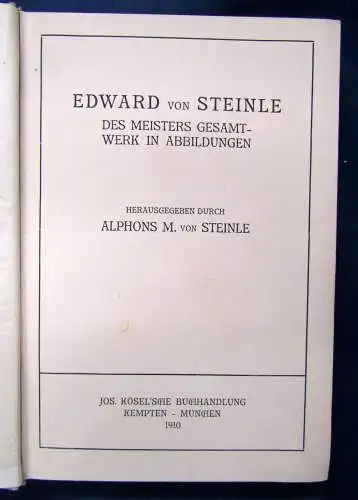 EDWARD VON STEINLE
DES MEISTERS GESAMT-
WERK IN ABBILDUNGEN
HERAUSGEGEBEN DURCH
ALPHONS M. VON STEINLE
JOS. KÖSEL'SCHE BUCHHANDLUNG
KEMPTEN – MÜNCHEN
1910